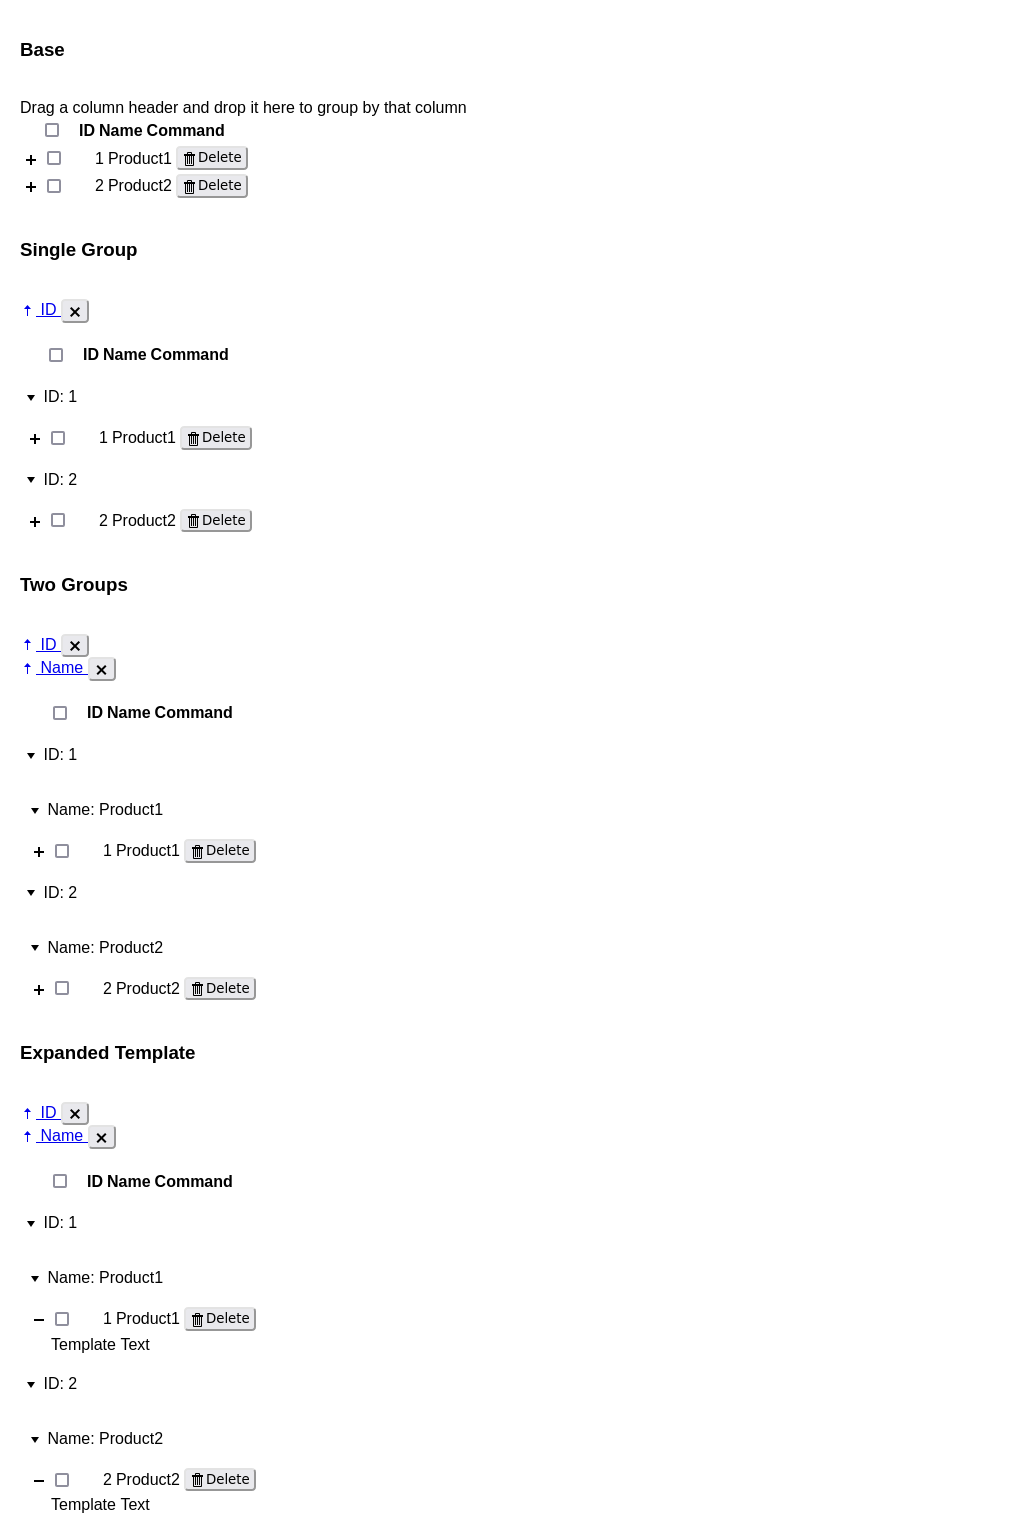 Base
Drag a column header and drop it here to group by that column
ID Name Command
1 Product1 Delete
2 Product2 Delete
Single Group
ID
ID Name Command
ID: 1
1 Product1 Delete
ID: 2
2 Product2 Delete
Two Groups
ID
Name
ID Name Command
ID: 1
Name: Product1
1 Product1 Delete
ID: 2
Name: Product2
2 Product2 Delete
Expanded Template
ID
Name
ID Name Command
ID: 1
Name: Product1
1 Product1 Delete
Template Text
ID: 2
Name: Product2
2 Product2 Delete
Template Text